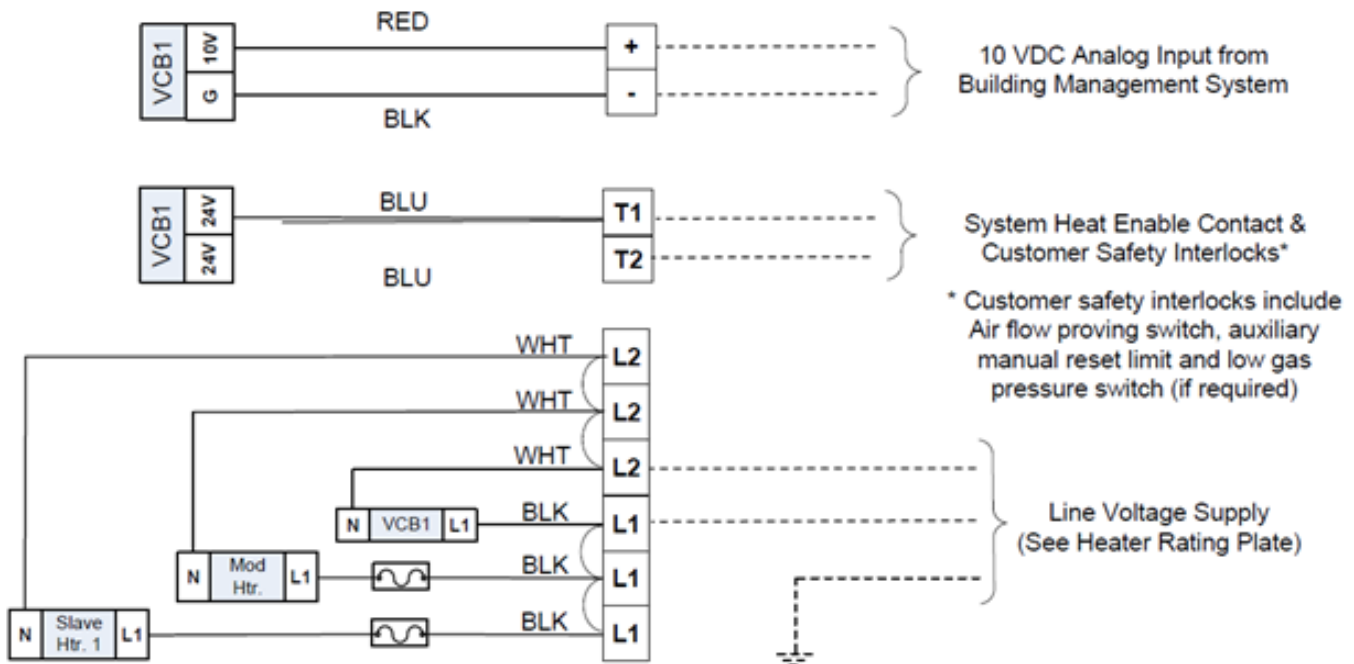 RED
VCB1
10V
G
+
-
BLK
10 VDC Analog Input from
Building Management System
BLU
VCB1
24V
24V
T1
T2
BLU
System Heat Enable Contact &
Customer Safety Interlocks*
* Customer safety interlocks include
Air flow proving switch, auxiliary
manual reset limit and low gas
pressure switch (if required)
WHT
L2
WHT
L2
WHT
L2
N VCB1 L1
BLK
L1
N Mod
Htr. L1
BLK
L1
N Slave
Htr. 1 L1
BLK
L1
Line Voltage Supply
(See Heater Rating Plate)